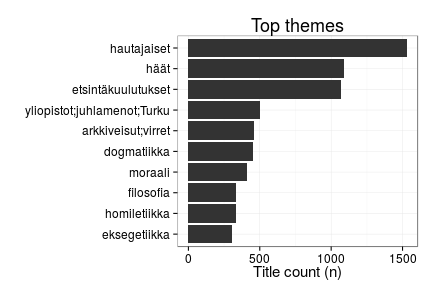 Top themes
hautajaiset
häät
etsintäkuulutukset
yliopistot;juhlamenot;Turku
arkkiveisut;virret
dogmatiikka
moraali
filosofia
homiletiikka
eksegetiikka
0 500 1000 1500
Title count (n)